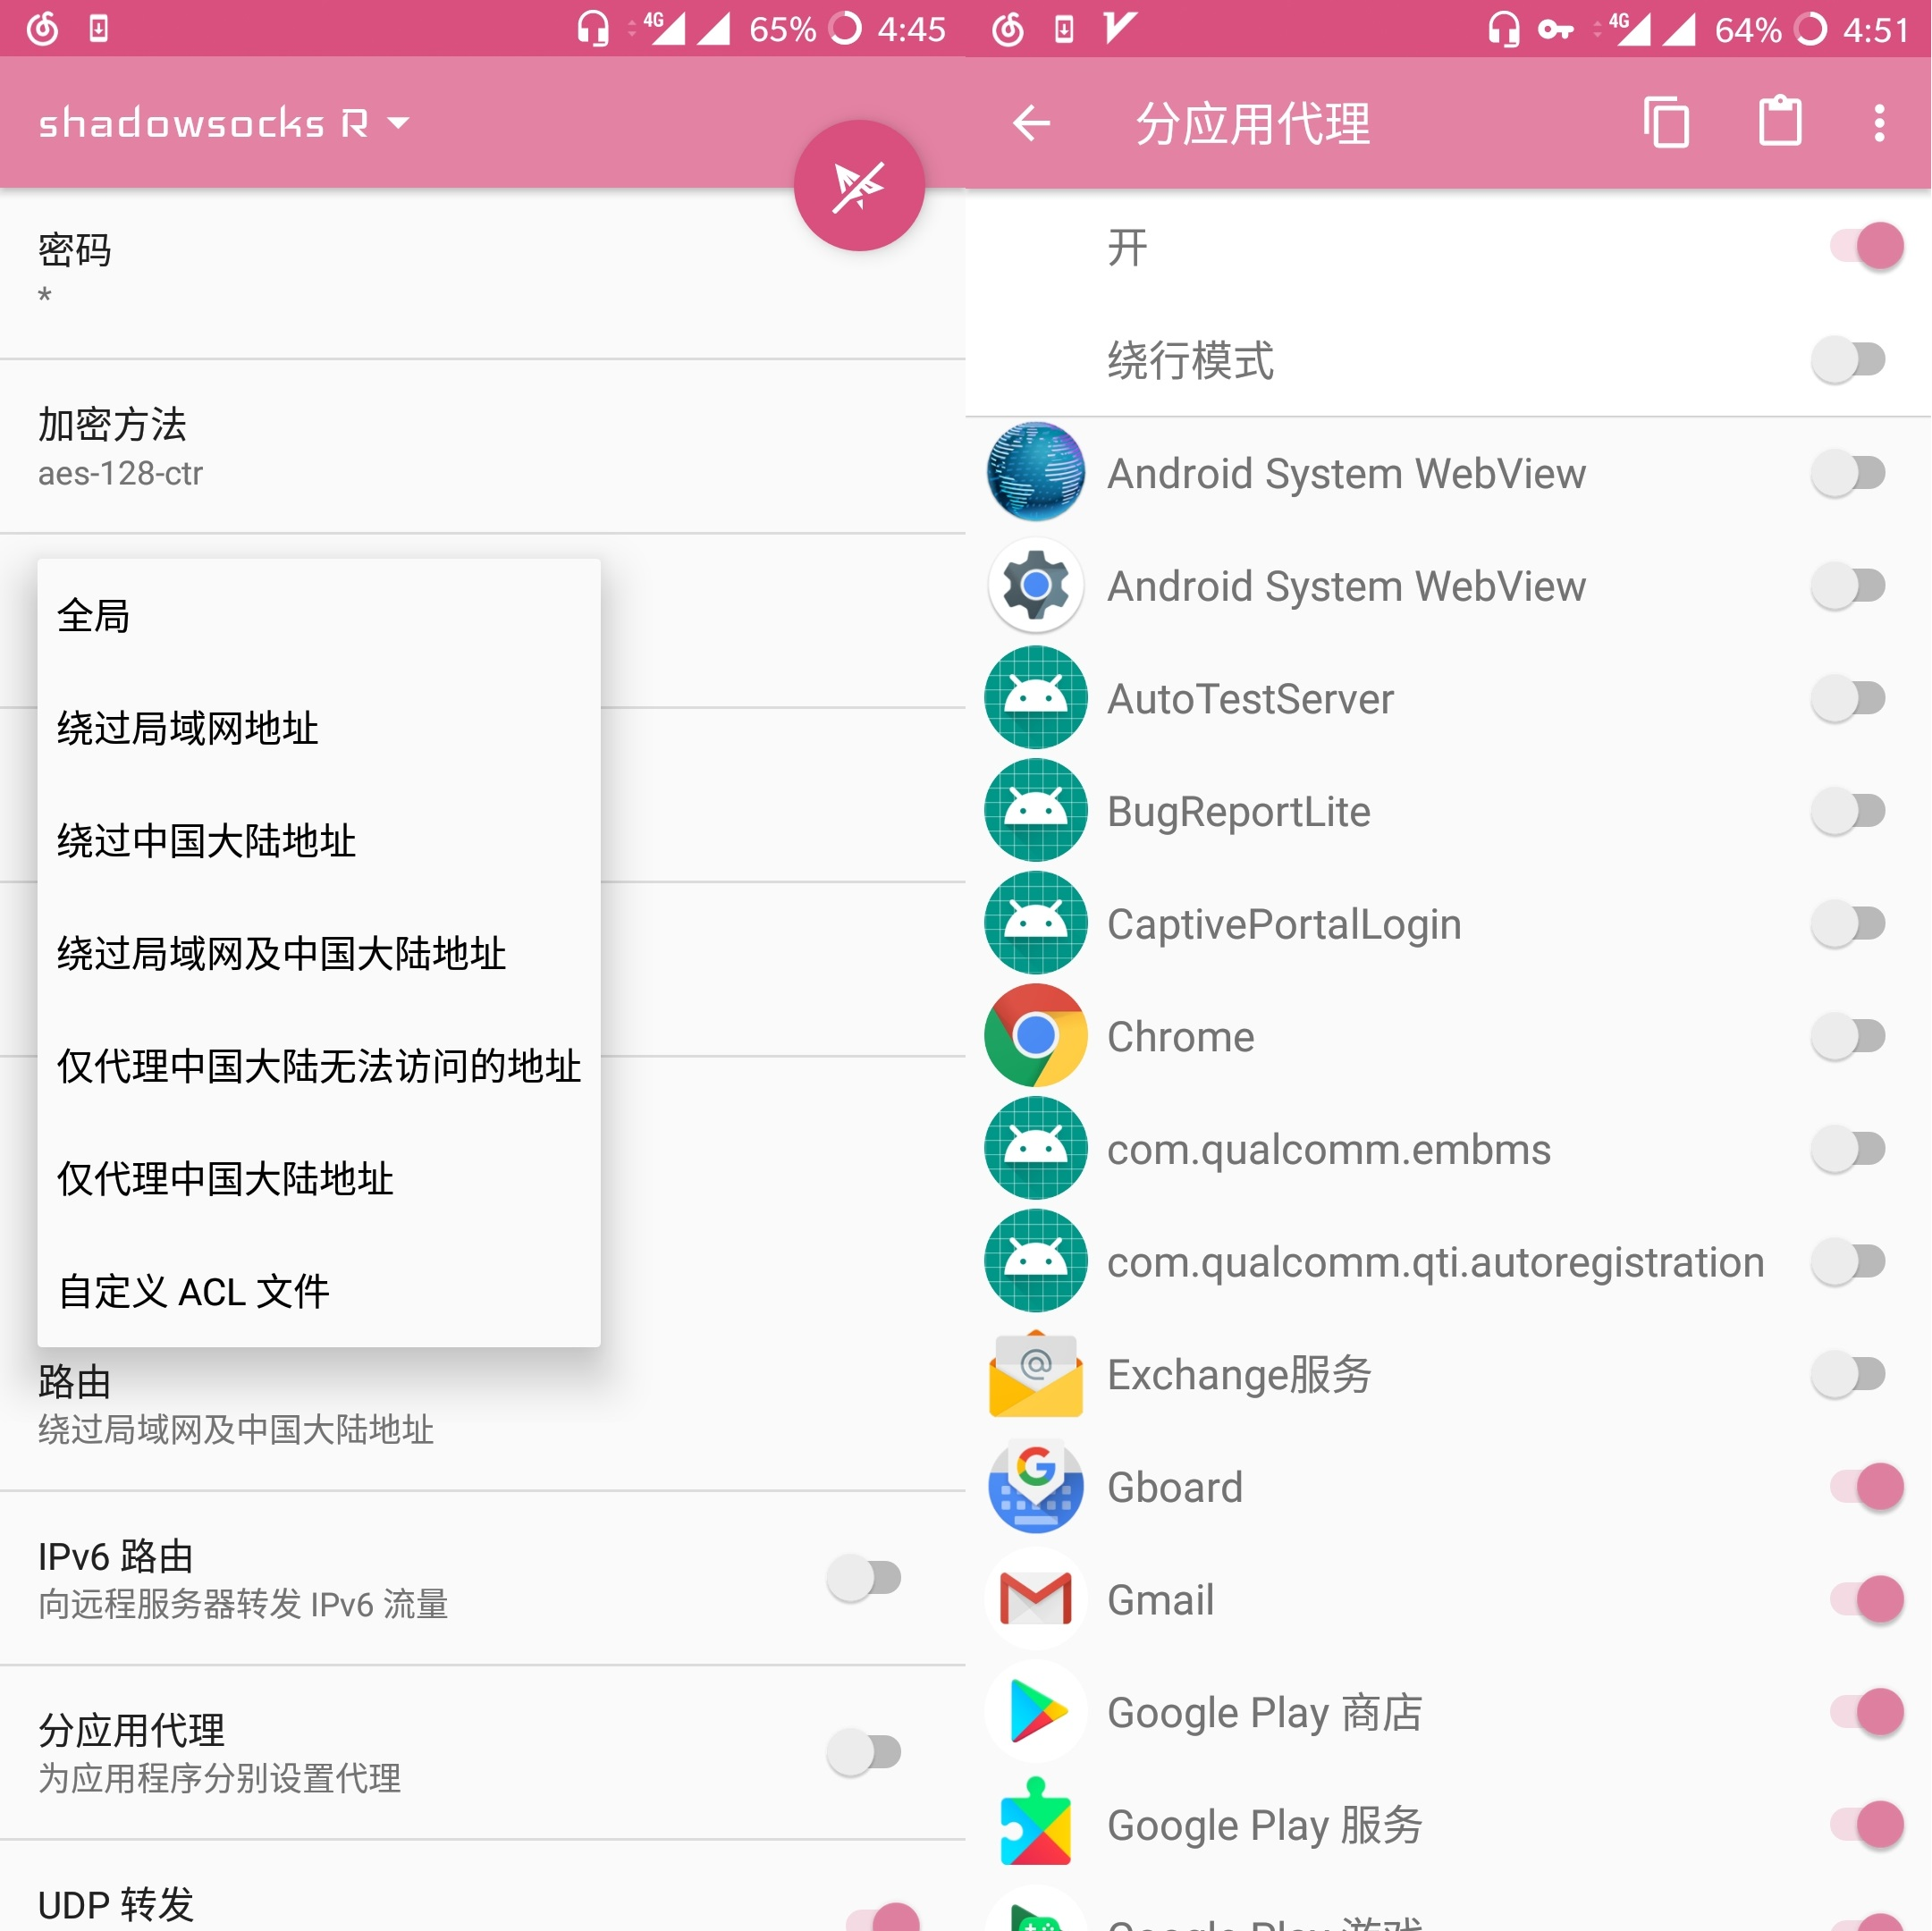 4G 65% 4:45
shadowsocks R
密码
*
加密方法
aes-128-ctr
全局
绕过局域网地址
绕过中国大陆地址
绕过局域网及中国大陆地址
仅代理中国大陆无法访问的地址
仅代理中国大陆地址
自定义 ACL 文件
路由
绕过局域网及中国大陆地址
IPv6 路由
向远程服务器转发 IPv6 流量
分应用代理
为应用程序分别设置代理
UDP 转发
4G 64% 4:51
分应用代理
开
绕行模式
Android System WebView
Android System WebView
AutoTestServer
BugReportLite
CaptivePortalLogin
Chrome
com.qualcomm.embms
com.qualcomm.qti.autoregistration
Exchange服务
Gboard
Gmail
Google Play 商店
Google Play 服务
Google Play 游戏